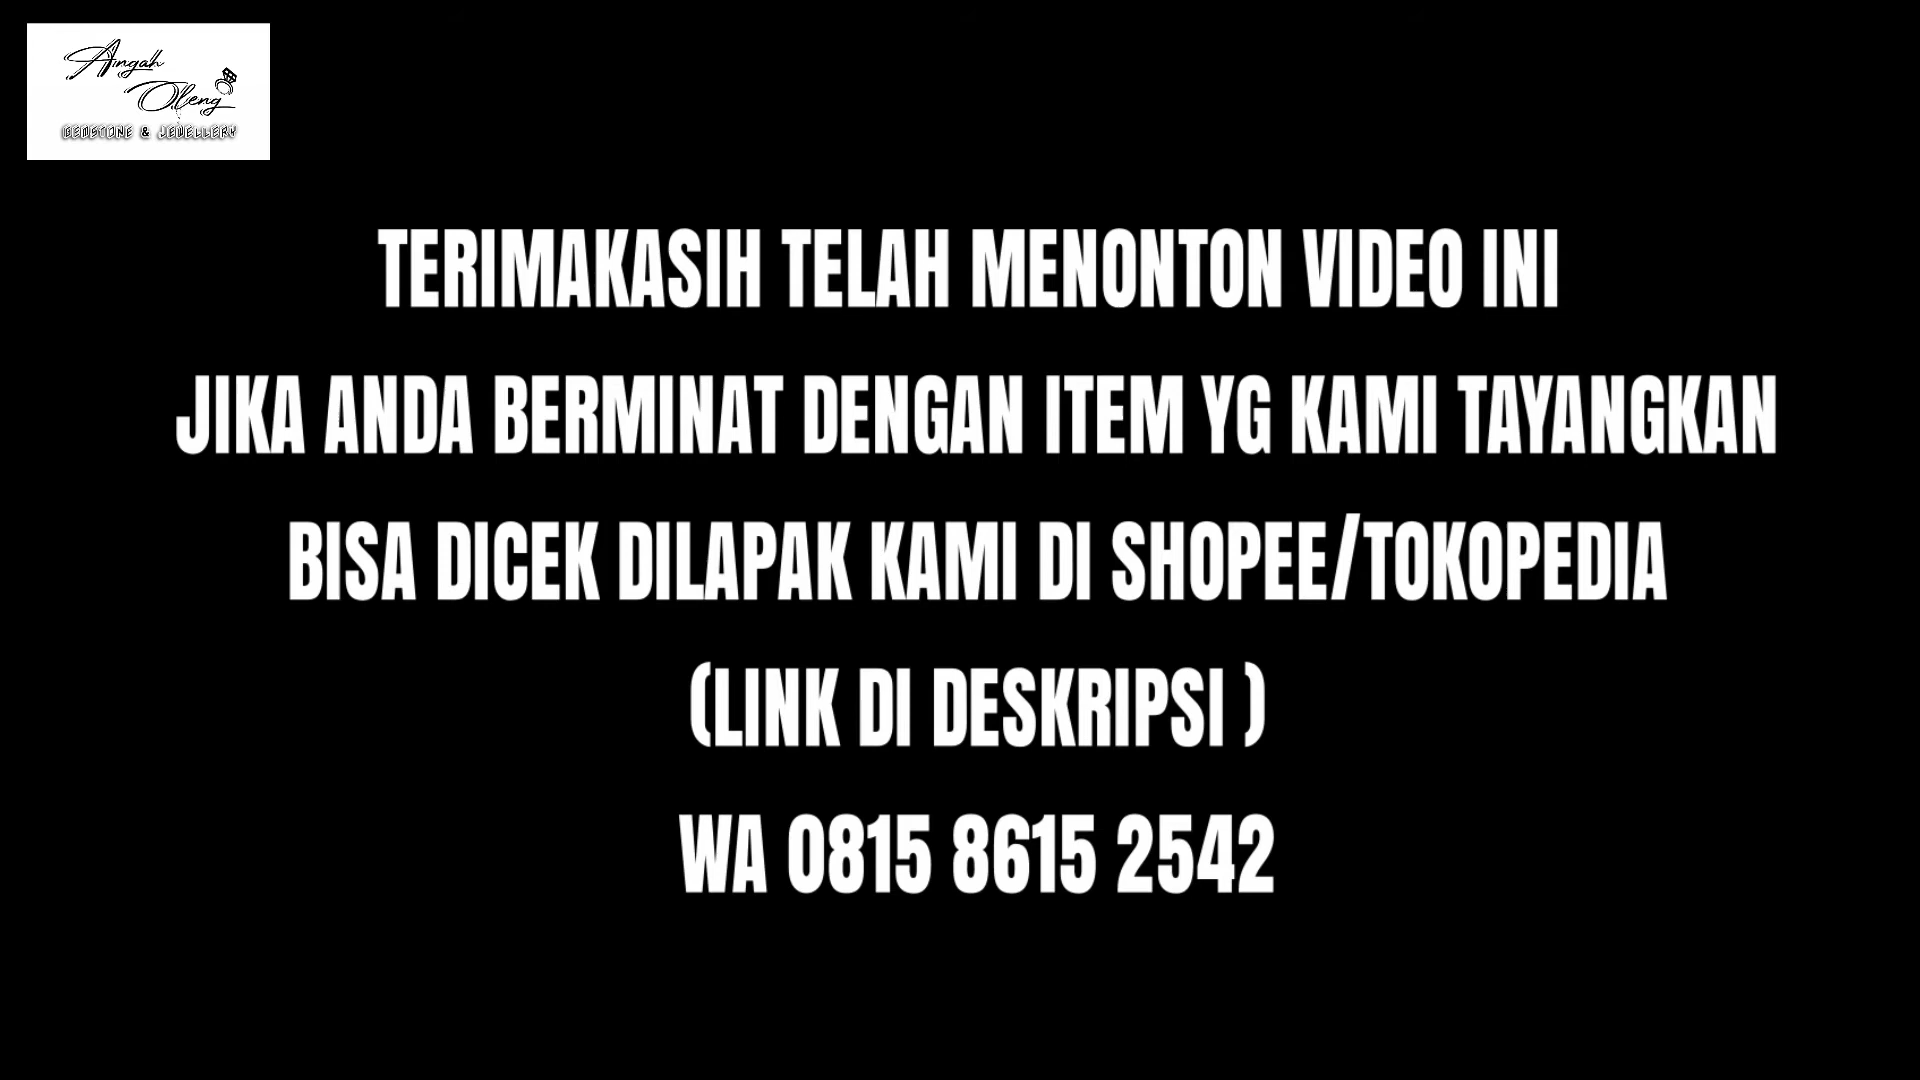 Angah
Oleng
GEMSTONE & JEWELLERY
TERIMAKASIH TELAH MENONTON VIDEO INI
JIKA ANDA BERMINAT DENGAN ITEM YG KAMI TAYANGKAN
BISA DICEK DILAPAK KAMI DI SHOPEE/TOKOPEDIA
(LINK DI DESKRIPSI )
WA 0815 8615 2542